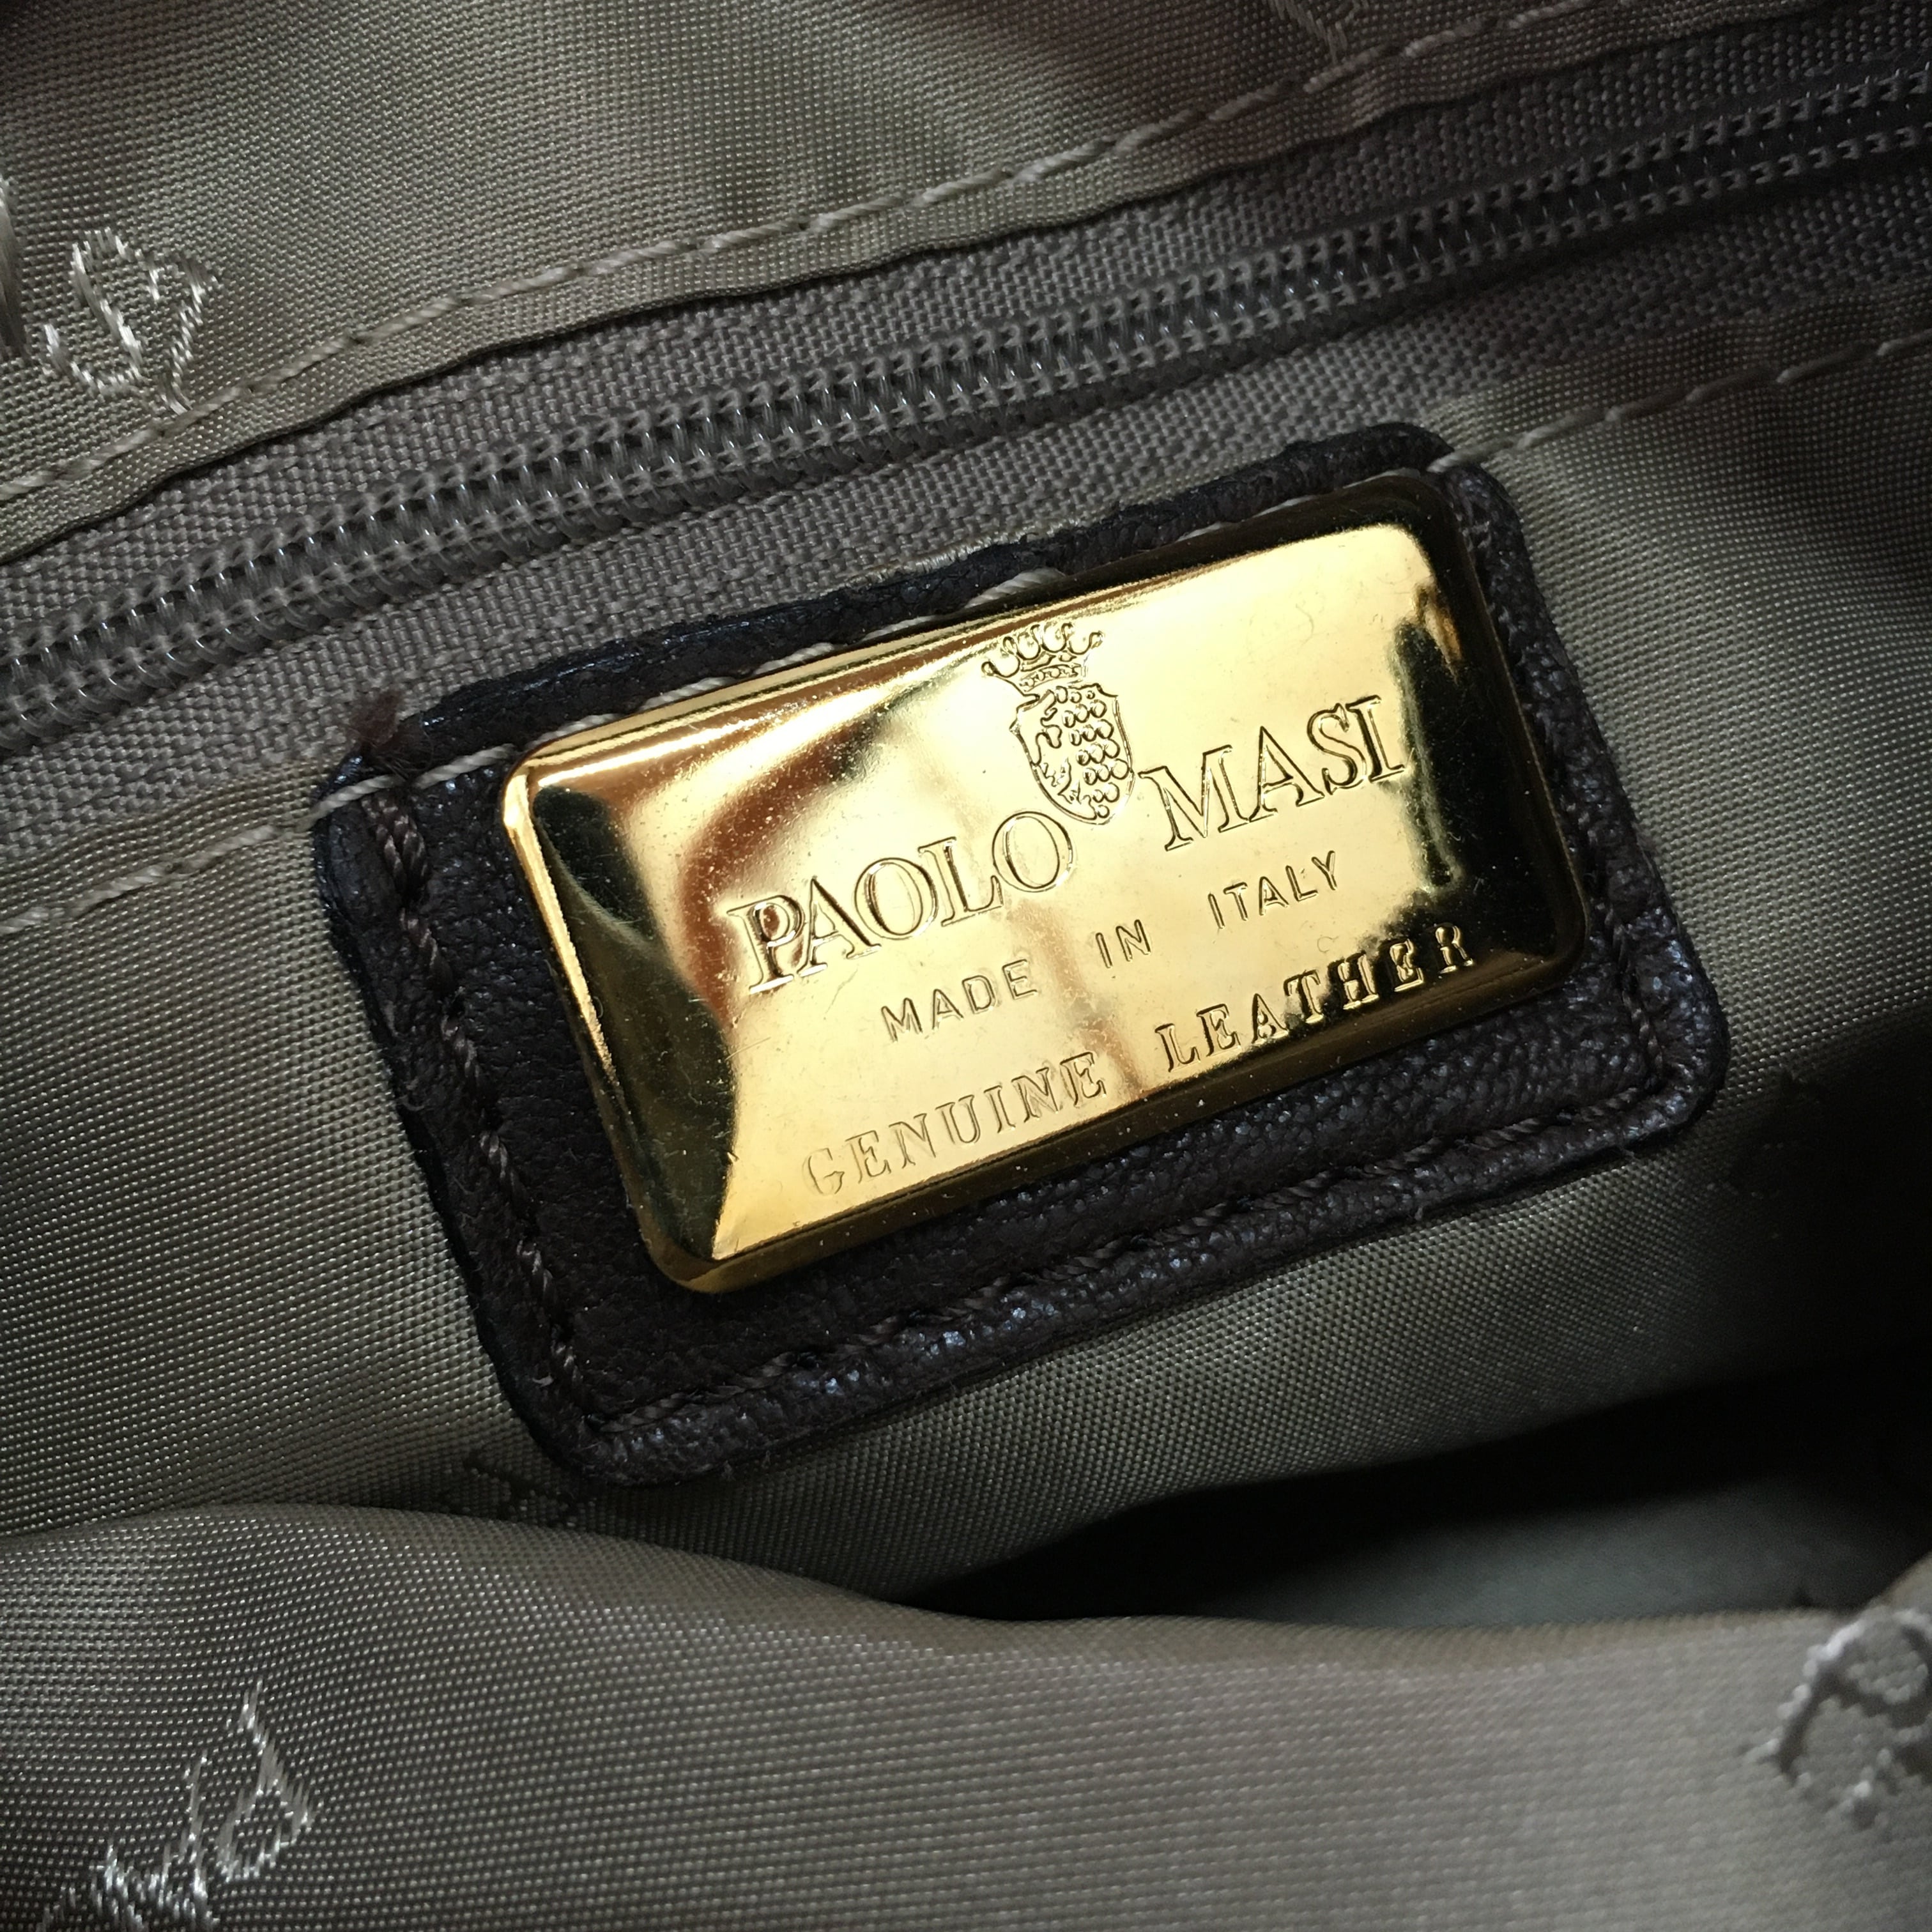 PAOLO MASI
MADE IN ITALY
GENUINE LEATHER